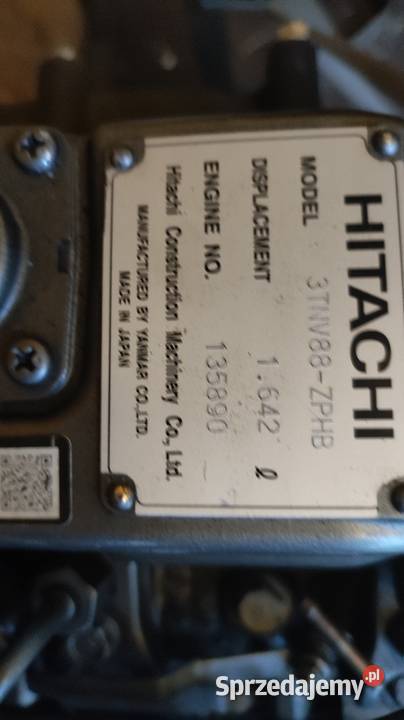 HITACHI
MODEL : 3TNV88-ZPHB
DISPLACEMENT 1.642 ℓ
ENGINE NO. 135890
Hitachi Construction Machinery Co., Ltd.
MANUFACTURED BY YANMAR CO.,LTD.
MADE IN JAPAN
Sprzedajemy.pl